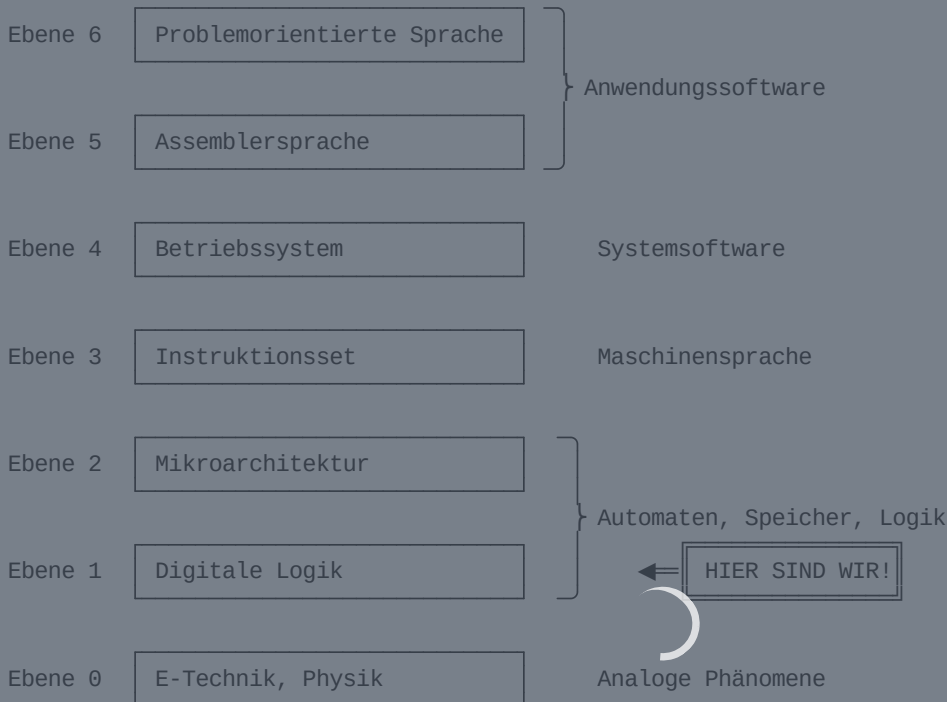 Ebene 6 Problemorientierte Sprache
Anwendungssoftware
Ebene 5 Assemblersprache
Ebene 4 Betriebssystem Systemsoftware
Ebene 3 Instruktionsset Maschinensprache
Ebene 2 Mikroarchitektur
Automaten, Speicher, Logik
Ebene 1 Digitale Logik HIER SIND WIR!
Ebene 0 E-Technik, Physik Analoge Phänomene